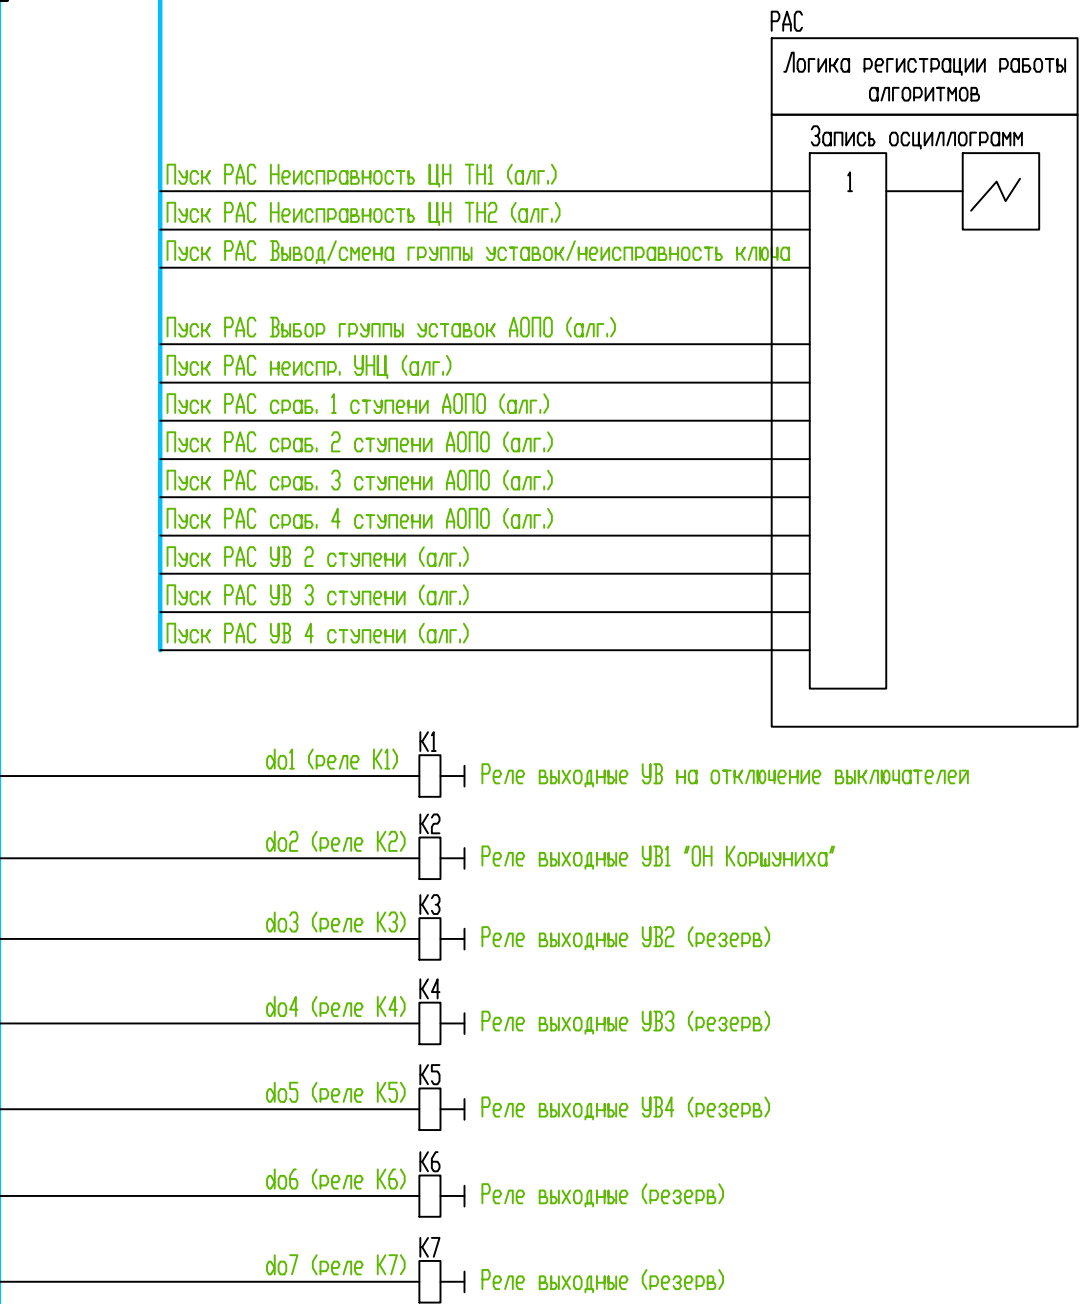 РАС
Логика регистрации работы
алгоритмов
Запись осциллограмм
1
Пуск РАС Неисправность ЦН ТН1 (алг.)
Пуск РАС Неисправность ЦН ТН2 (алг.)
Пуск РАС Вывод/смена группы уставок/неисправность ключа
Пуск РАС Выбор группы уставок АОПО (алг.)
Пуск РАС неиспр. УНЦ (алг.)
Пуск РАС сраб. 1 ступени АОПО (алг.)
Пуск РАС сраб. 2 ступени АОПО (алг.)
Пуск РАС сраб. 3 ступени АОПО (алг.)
Пуск РАС сраб. 4 ступени АОПО (алг.)
Пуск РАС УВ 2 ступени (алг.)
Пуск РАС УВ 3 ступени (алг.)
Пуск РАС УВ 4 ступени (алг.)
do1 (реле К1) К1 Реле выходные УВ на отключение выключателей
do2 (реле К2) К2 Реле выходные УВ1 "ОН Коршуниха"
do3 (реле К3) К3 Реле выходные УВ2 (резерв)
do4 (реле К4) К4 Реле выходные УВ3 (резерв)
do5 (реле К5) К5 Реле выходные УВ4 (резерв)
do6 (реле К6) К6 Реле выходные (резерв)
do7 (реле К7) К7 Реле выходные (резерв)